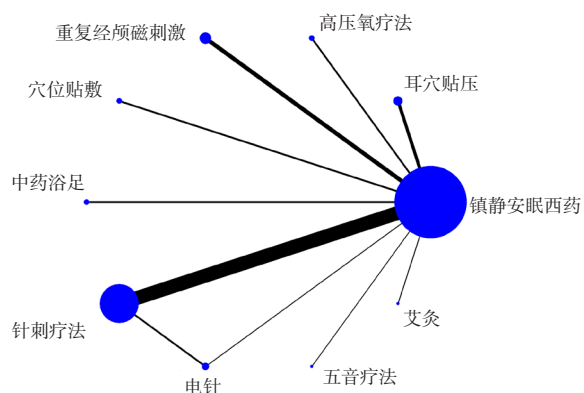 高压氧疗法
重复经颅磁刺激
耳穴贴压
穴位贴敷
中药浴足
镇静安眠西药
针刺疗法
艾灸
五音疗法
电针